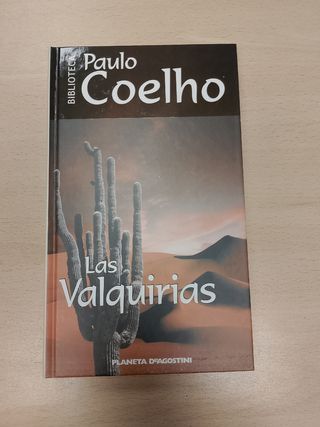 BIBLIOTECA
Paulo
Coelho
Las
Valquirias
PLANETA DEAGOSTINI